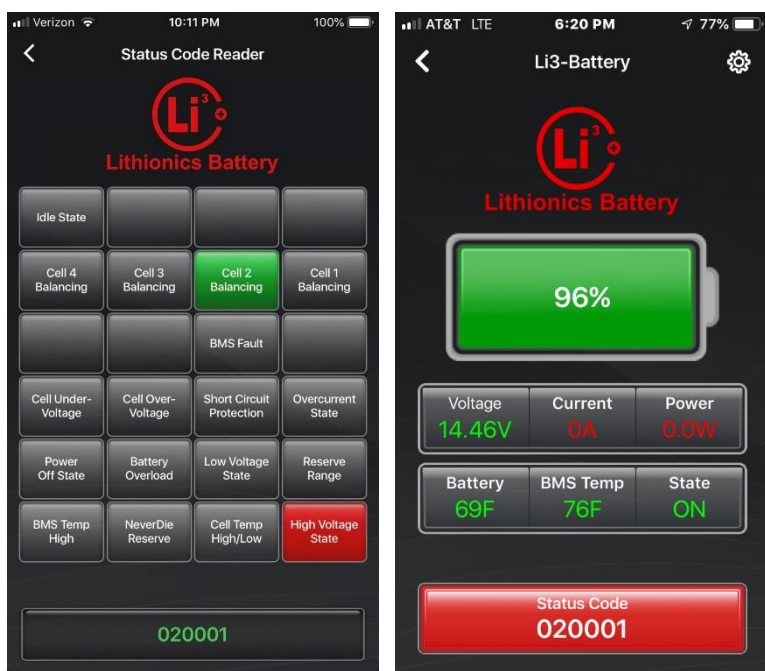 Verizon 10:11 PM 100%
Status Code Reader
Li3+
Lithionics Battery
Idle State
Cell 4 Balancing
Cell 3 Balancing
Cell 2 Balancing
Cell 1 Balancing
BMS Fault
Cell Under-Voltage
Cell Over-Voltage
Short Circuit Protection
Overcurrent State
Power Off State
Battery Overload
Low Voltage State
Reserve Range
BMS Temp High
NeverDie Reserve
Cell Temp High/Low
High Voltage State
020001
AT&T LTE 6:20 PM 77%
Li3-Battery
Li3+
Lithionics Battery
96%
Voltage Current Power
14.46V 0A 0.0W
Battery BMS Temp State
69F 76F ON
Status Code
020001